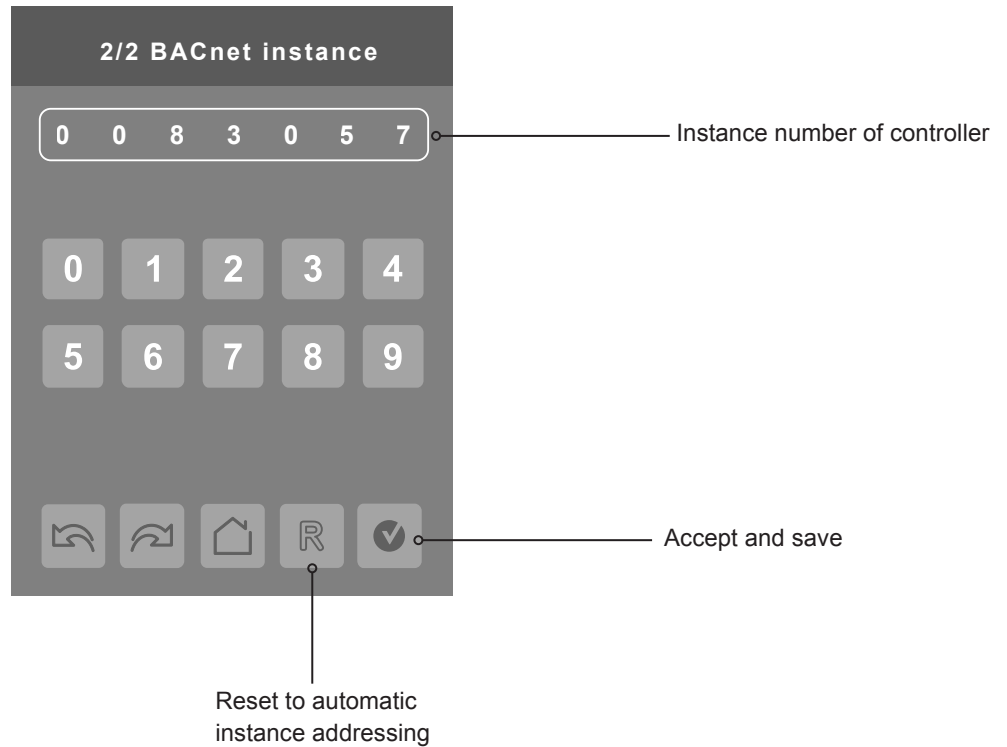 2/2 BACnet instance
0 0 8 3 0 5 7
Instance number of controller
0 1 2 3 4
5 6 7 8 9
R
Accept and save
Reset to automatic
instance addressing